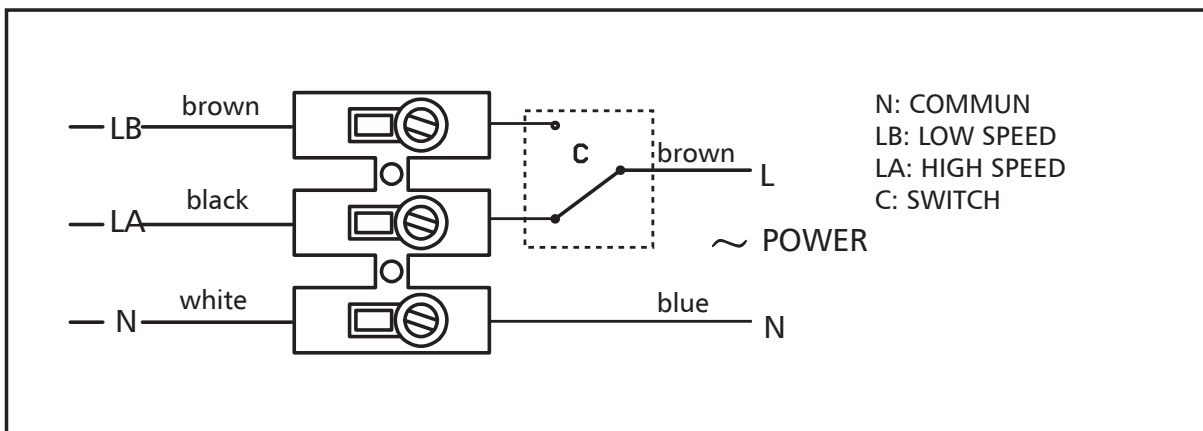 brown
LB
C
brown
L
black
LA
~ POWER
white
N
blue
N
N: COMMUN
LB: LOW SPEED
LA: HIGH SPEED
C: SWITCH